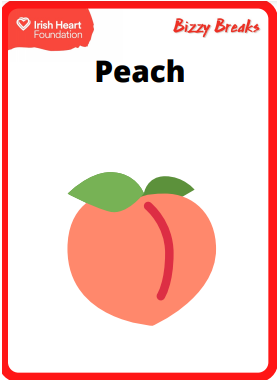 Irish Heart
Foundation
Bizzy Breaks
Peach